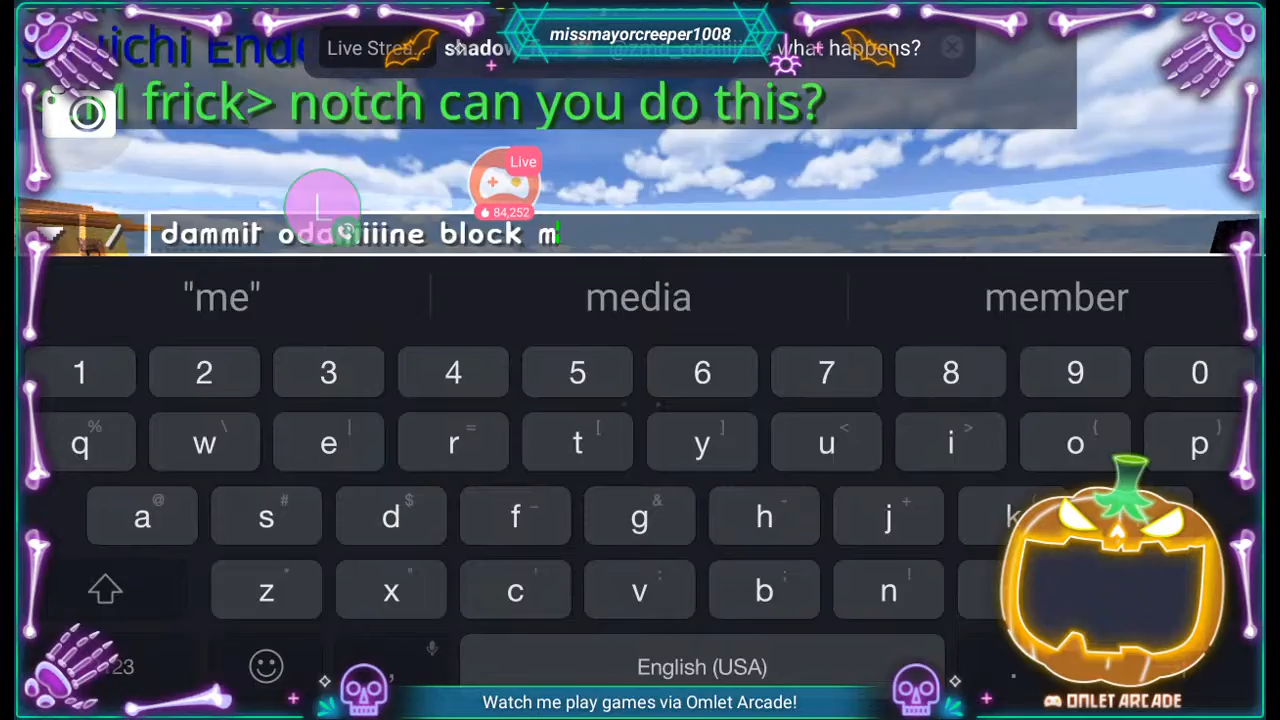 missmayorcreeper1008
Live Strea... shadow what happens?
frick> notch can you do this?
Live
84,252
L
dammit block m
"me" media member
1 2 3 4 5 6 7 8 9 0
% \ | = [ ] < > { }
q w e r t y u i o p
@ # $ _ & - + (
a s d f g h j k
* " ' : ; !
z x c v b n
English (USA) .
Watch me play games via Omlet Arcade!
OMLET ARCADE